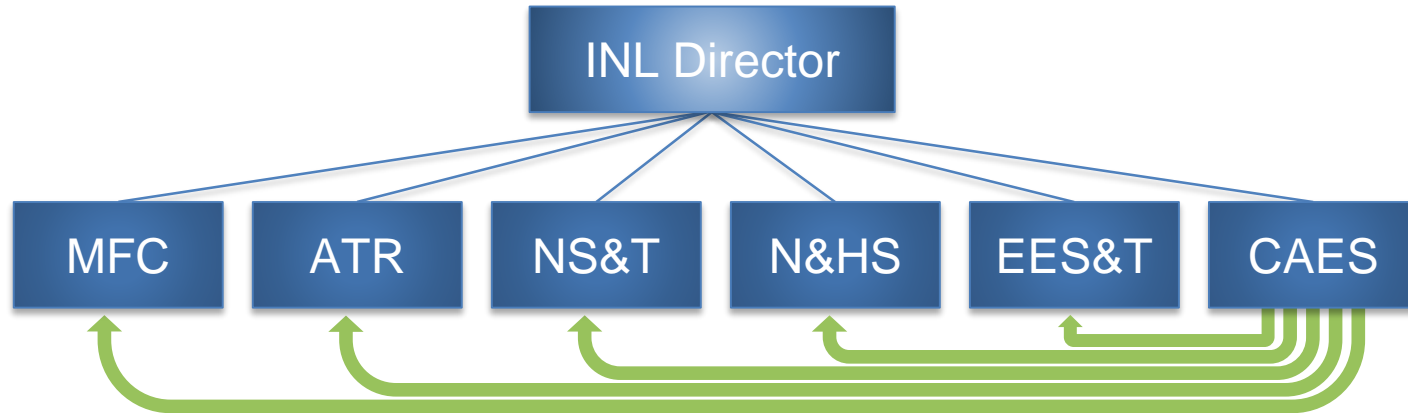 INL Director
MFC
ATR
NS&T
N&HS
EES&T
CAES